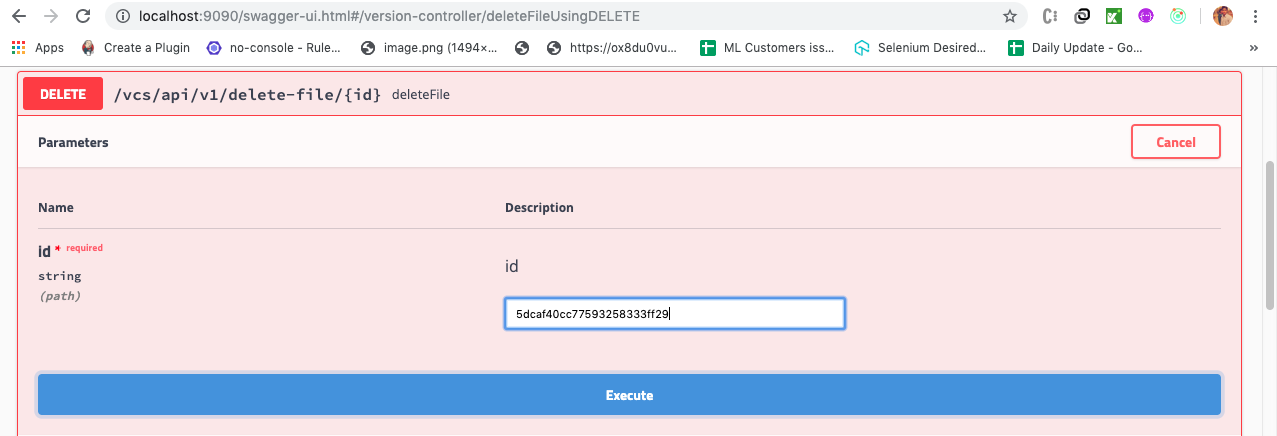 localhost:9090/swagger-ui.html#/version-controller/deleteFileUsingDELETE
Apps Create a Plugin no-console - Rule... image.png (1494×... https://ox8du0vu... ML Customers iss... Selenium Desired... Daily Update - Go... »
DELETE /vcs/api/v1/delete-file/{id} deleteFile
Parameters Cancel
Name Description
id * required
string
(path)
id
5dcaf40cc77593258333ff29
Execute